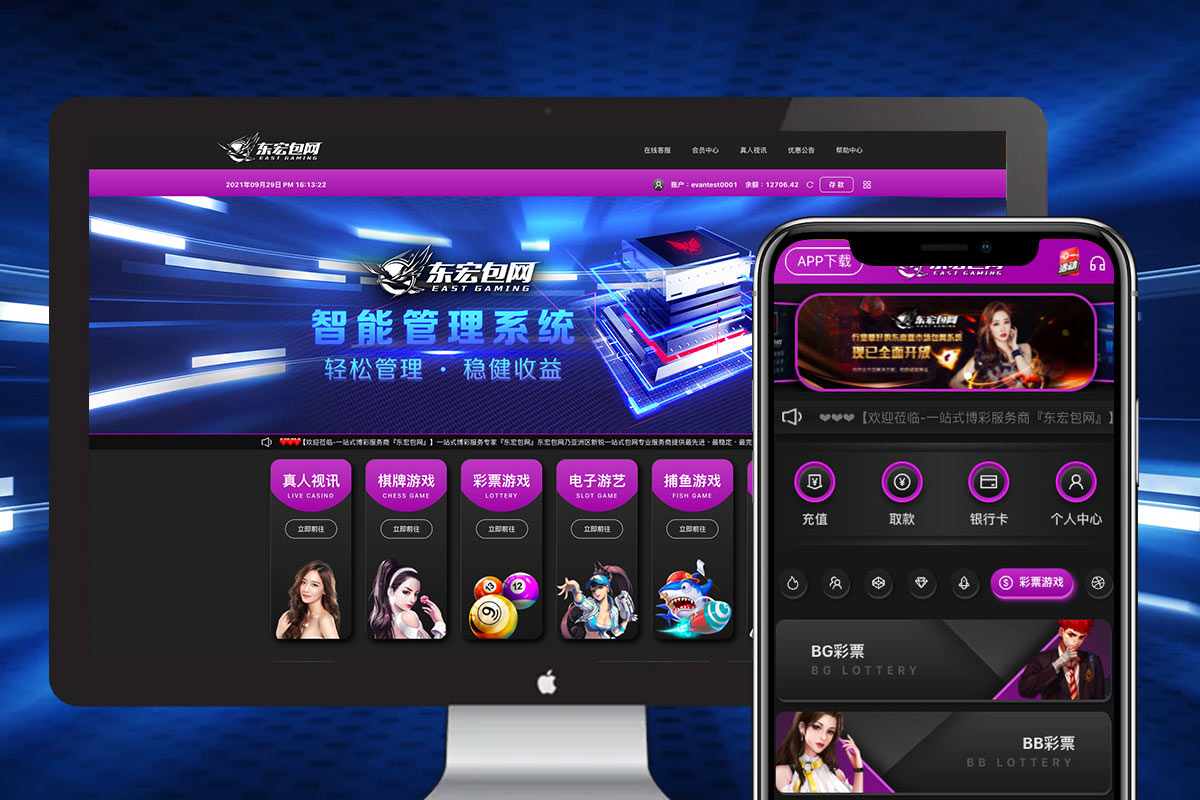 东宏包网
EAST GAMING
在线客服 会员中心 真人视讯 优惠公告 帮助中心
2021年09月29日 PM 16:13:22
账户：evantest0001 余额：12706.42 存款
东宏包网
EAST GAMING
智能管理系统
轻松管理 · 稳健收益
【欢迎莅临-一站式博彩服务商『东宏包网』】一站式博彩服务专家『东宏包网』东宏包网乃亚洲区新锐一站式包网专业服务商提供最先进、最稳定、最完
真人视讯
LIVE CASINO
立即前往
棋牌游戏
CHESS GAME
立即前往
彩票游戏
LOTTERY
立即前往
13
12
9
电子游艺
SLOT GAME
立即前往
捕鱼游戏
FISH GAME
立即前往
APP下载
东宏包网
EAST GAMING
活动
东宏包网
现已全面开放
【欢迎莅临-一站式博彩服务商『东宏包网』】
充值
取款
银行卡
个人中心
彩票游戏
BG彩票
BG LOTTERY
BB彩票
BB LOTTERY